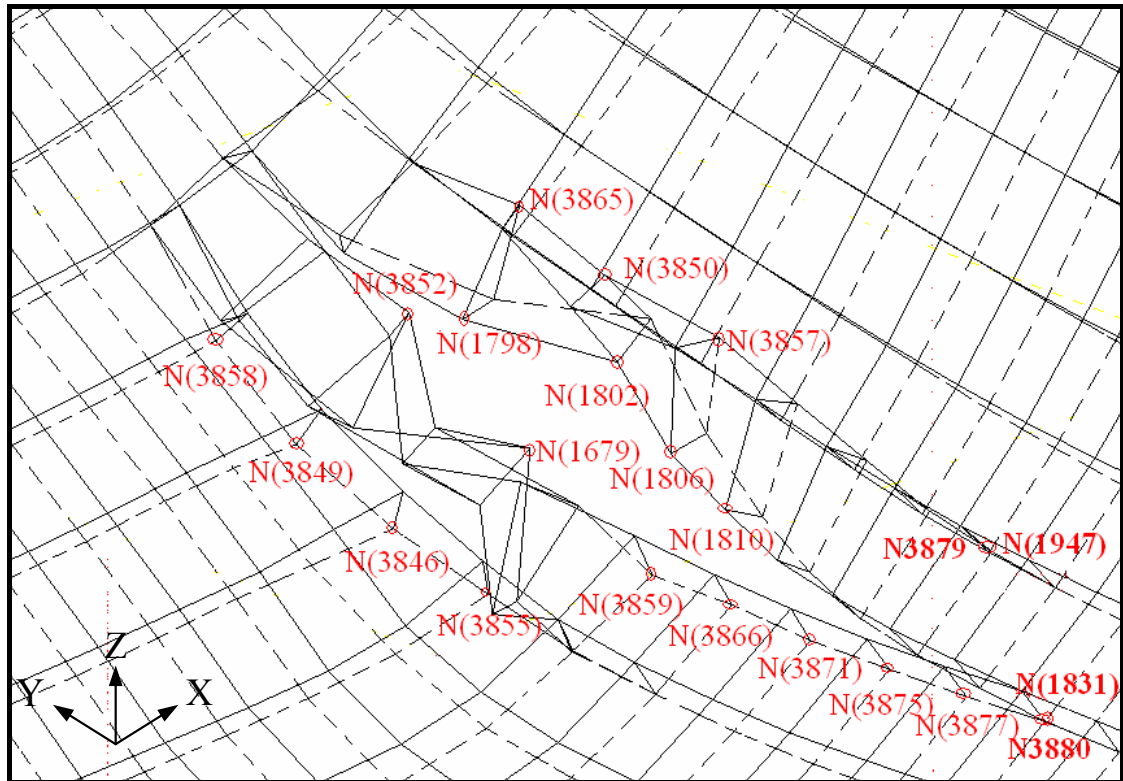 N(3865)
N(3850)
N(3852)
N(1798)
N(3857)
N(3858)
N(1802)
N(1679)
N(3849)
N(1806)
N(1810)
N3879
N(1947)
N(3846)
N(3859)
N(3855)
N(3866)
N(3871)
N(1831)
N(3875)
N(3877)
N3880
Z
Y
X